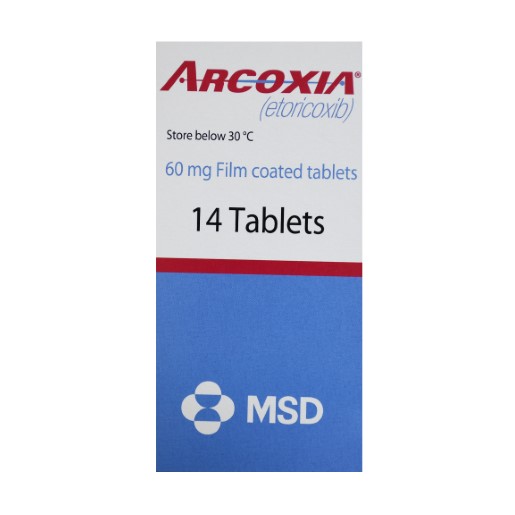 ARCOXIA®
(etoricoxib)
Store below 30 °C
60 mg Film coated tablets
14 Tablets
MSD